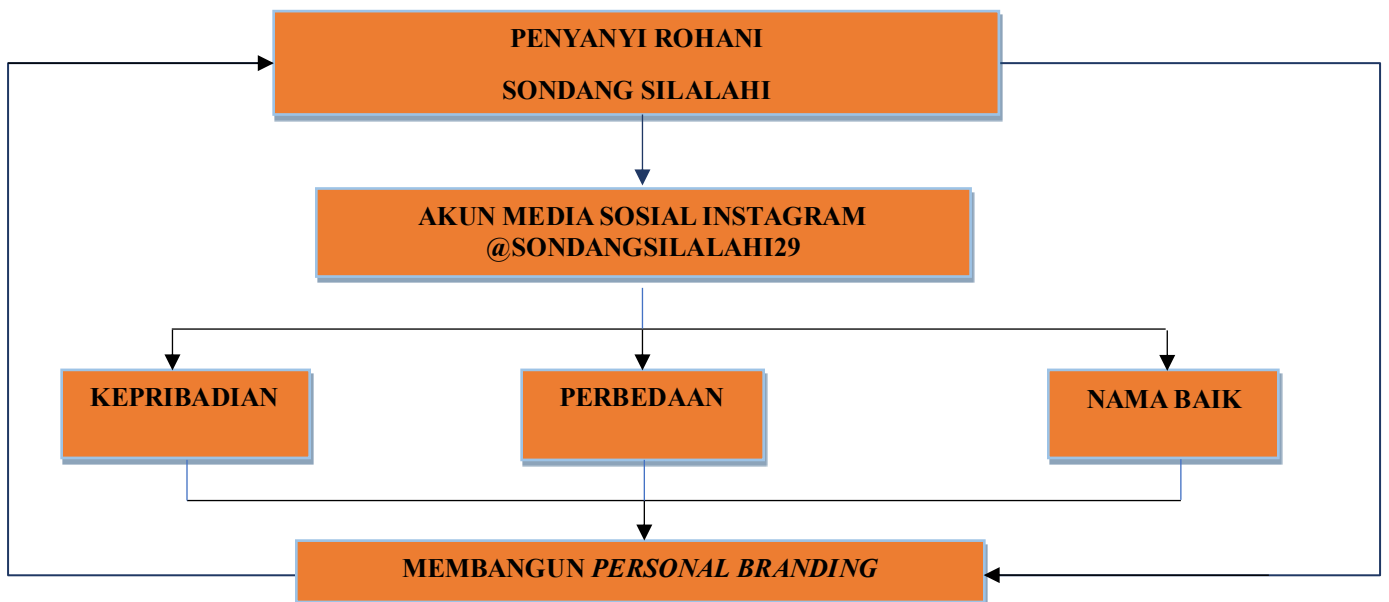 PENYANYI ROHANI
SONDANG SILALAHI
AKUN MEDIA SOSIAL INSTAGRAM
@SONDANGSILALAHI29
KEPRIBADIAN
PERBEDAAN
NAMA BAIK
MEMBANGUN PERSONAL BRANDING